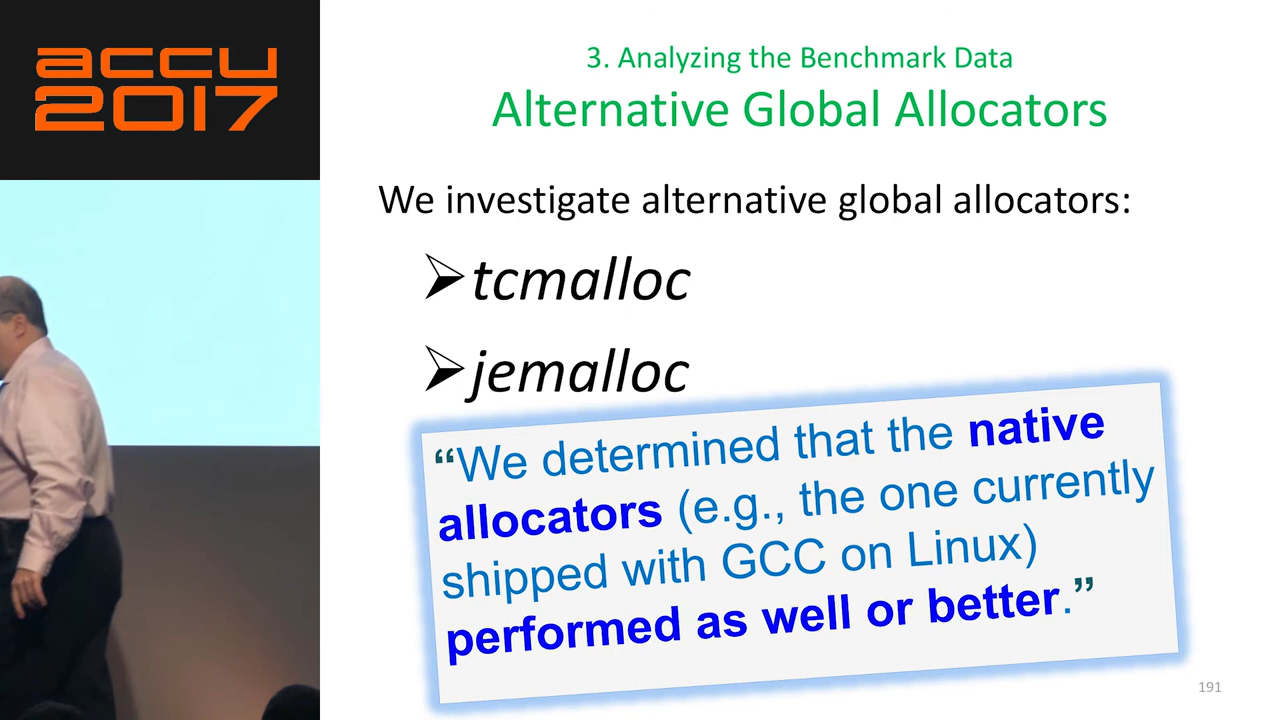 accu
2017
3. Analyzing the Benchmark Data
Alternative Global Allocators
We investigate alternative global allocators:
➢tcmalloc
➢jemalloc
“We determined that the native
allocators (e.g., the one currently
shipped with GCC on Linux)
performed as well or better.”
191